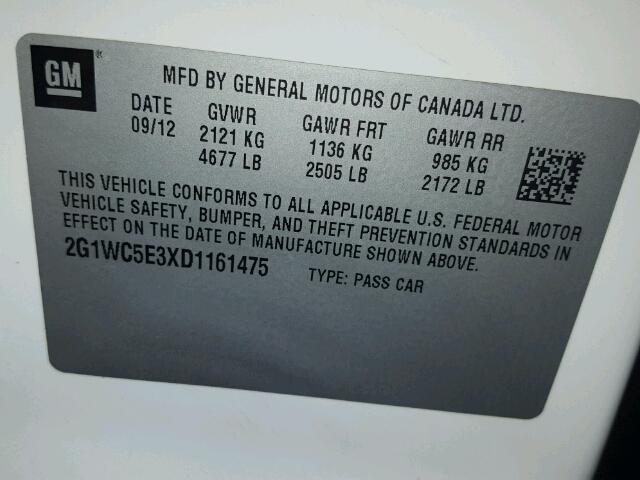 GM ®
MFD BY GENERAL MOTORS OF CANADA LTD.
DATE GVWR GAWR FRT GAWR RR
09/12 2121 KG 1136 KG 985 KG
4677 LB 2505 LB 2172 LB
THIS VEHICLE CONFORMS TO ALL APPLICABLE U.S. FEDERAL MOTOR
VEHICLE SAFETY, BUMPER, AND THEFT PREVENTION STANDARDS IN
EFFECT ON THE DATE OF MANUFACTURE SHOWN ABOVE.
2G1WC5E3XD1161475 TYPE: PASS CAR